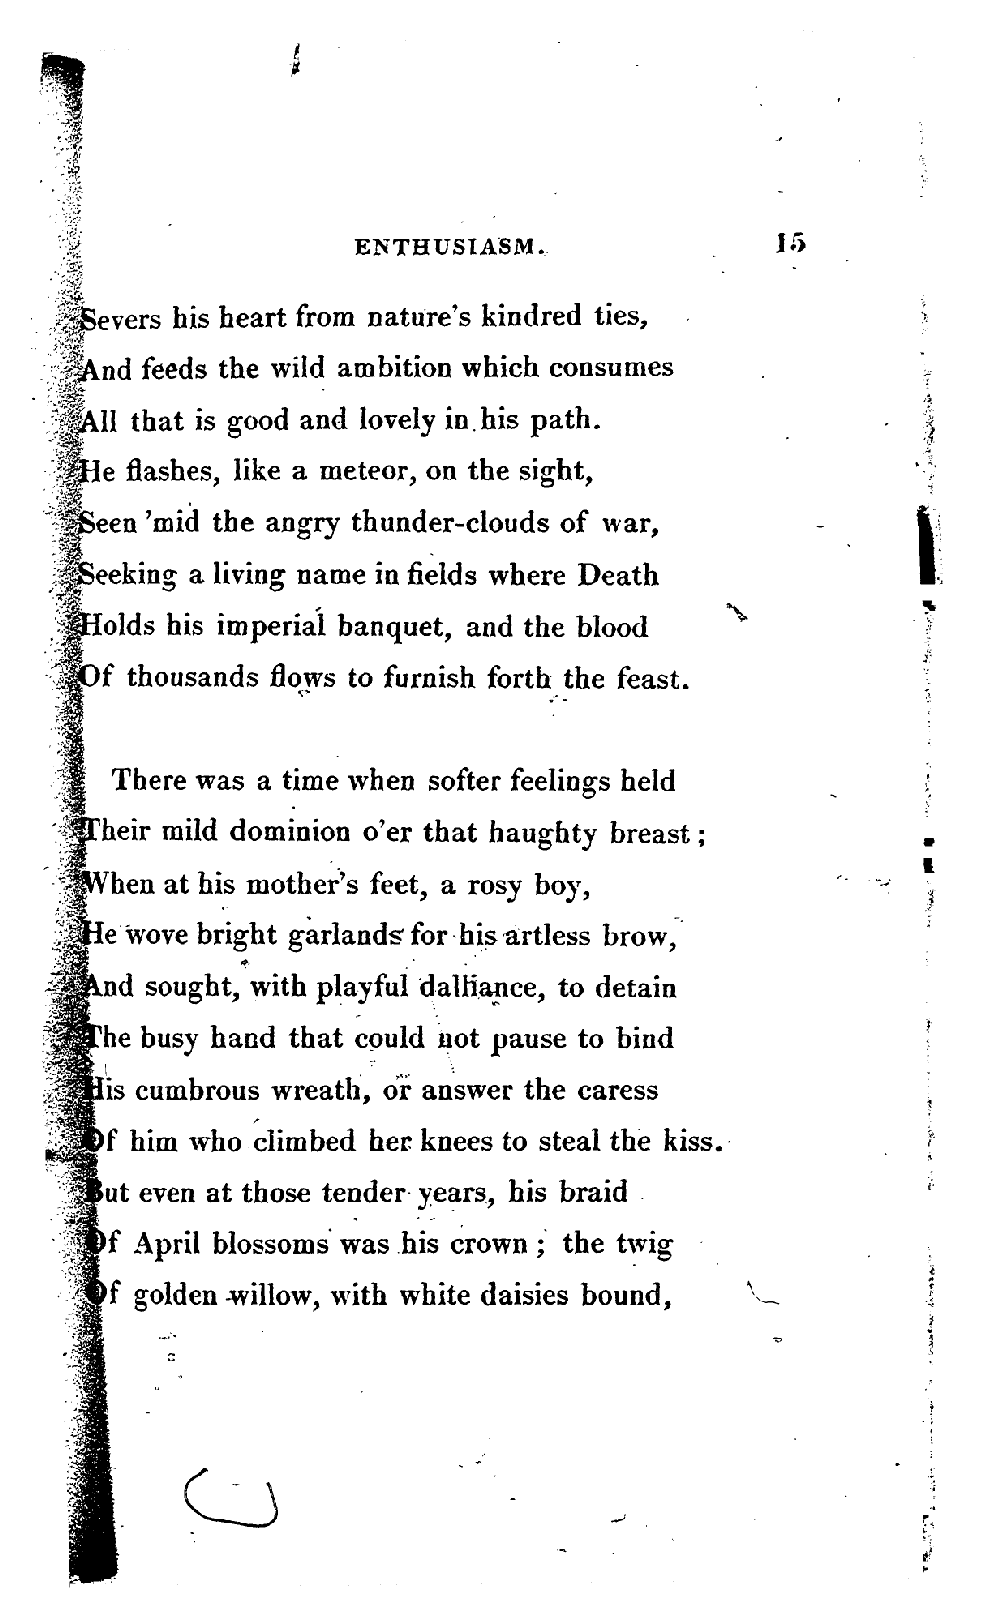 ENTHUSIASM. 15
Severs his heart from nature's kindred ties,
And feeds the wild ambition which consumes
All that is good and lovely in his path.
He flashes, like a meteor, on the sight,
Seen 'mid the angry thunder-clouds of war,
Seeking a living name in fields where Death
Holds his imperial banquet, and the blood
Of thousands flows to furnish forth the feast.
There was a time when softer feelings held
Their mild dominion o'er that haughty breast;
When at his mother's feet, a rosy boy,
He wove bright garlands for his artless brow,
And sought, with playful dalliance, to detain
The busy hand that could not pause to bind
His cumbrous wreath, or answer the caress
Of him who climbed her knees to steal the kiss.
But even at those tender years, his braid
Of April blossoms was his crown; the twig
Of golden willow, with white daisies bound,